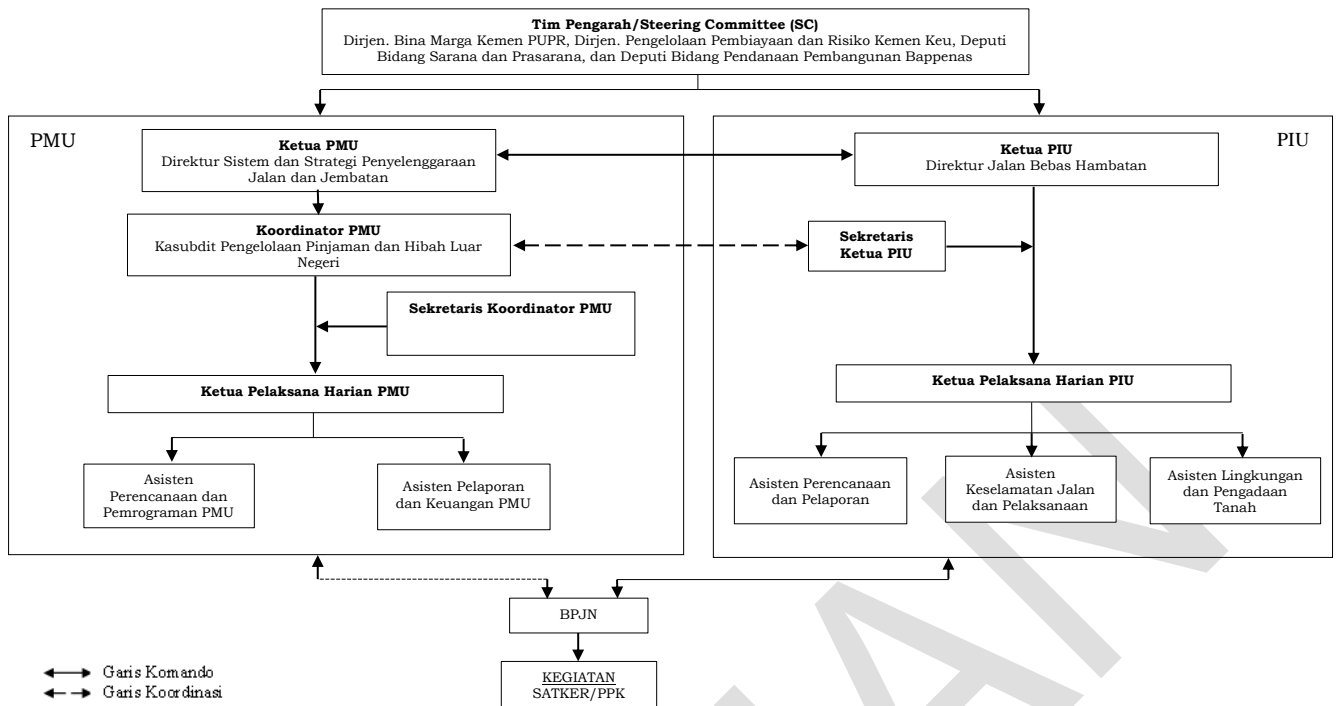 Tim Pengarah/Steering Committee (SC)
Dirjen. Bina Marga Kemen PUPR, Dirjen. Pengelolaan Pembiayaan dan Risiko Kemen Keu, Deputi
Bidang Sarana dan Prasarana, dan Deputi Bidang Pendanaan Pembangunan Bappenas
PMU
Ketua PMU
Direktur Sistem dan Strategi Penyelenggaraan
Jalan dan Jembatan
Koordinator PMU
Kasubdit Pengelolaan Pinjaman dan Hibah Luar
Negeri
Sekretaris Koordinator PMU
Ketua Pelaksana Harian PMU
Asisten
Perencanaan dan
Pemrograman PMU
Asisten Pelaporan
dan Keuangan PMU
PIU
Ketua PIU
Direktur Jalan Bebas Hambatan
Sekretaris
Ketua PIU
Ketua Pelaksana Harian PIU
Asisten Perencanaan
dan Pelaporan
Asisten
Keselamatan Jalan
dan Pelaksanaan
Asisten Lingkungan
dan Pengadaan
Tanah
BPJN
KEGIATAN
SATKER/PPK
Garis Komando
Garis Koordinasi